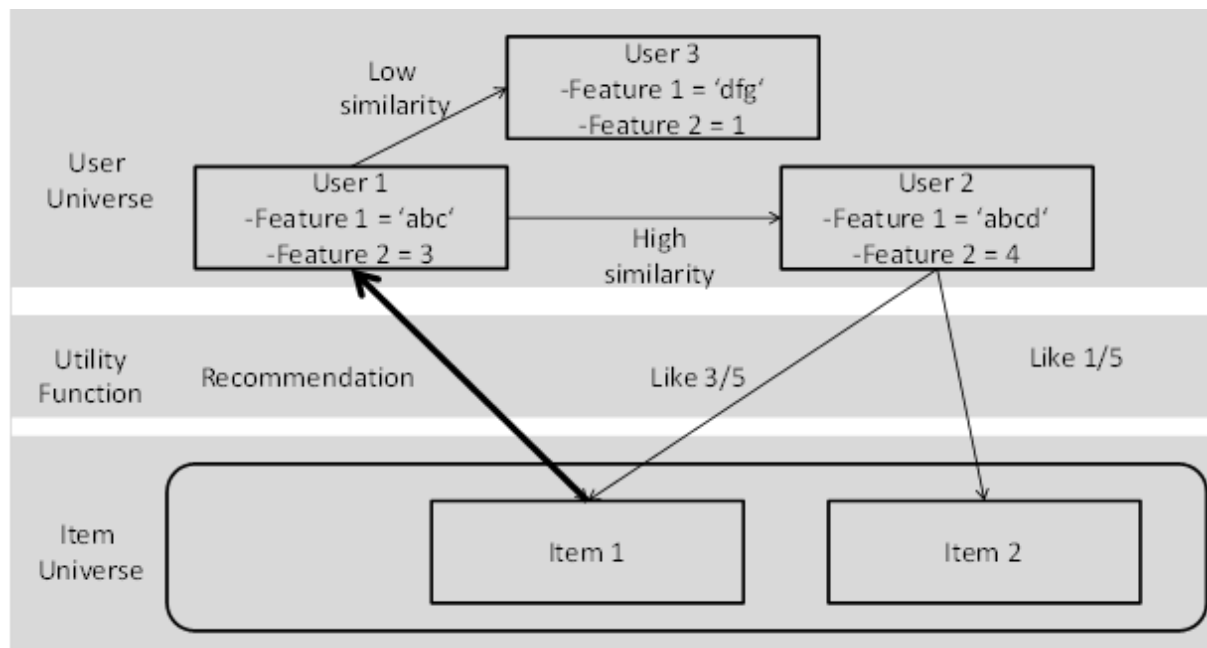 User 3
-Feature 1 = ‘dfg‘
-Feature 2 = 1
Low
similarity
User
Universe
User 1
-Feature 1 = ‘abc‘
-Feature 2 = 3
High
similarity
User 2
-Feature 1 = ‘abcd‘
-Feature 2 = 4
Utility
Function
Recommendation
Like 3/5
Like 1/5
Item
Universe
Item 1
Item 2